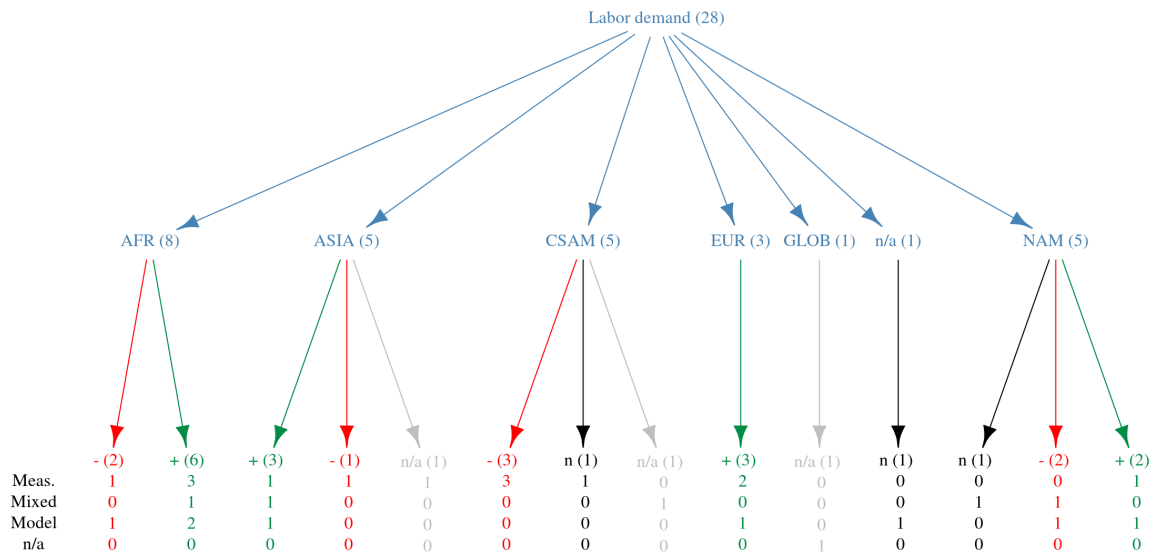 Labor demand (28)
AFR (8) ASIA (5) CSAM (5) EUR (3) GLOB (1) n/a (1) NAM (5)
- (2) + (6) + (3) - (1) n/a (1) - (3) n (1) n/a (1) + (3) n/a (1) n (1) n (1) - (2) + (2)
Meas. 1 3 1 1 1 3 1 0 2 0 0 0 0 1
Mixed 0 1 1 0 0 0 0 1 0 0 0 1 1 0
Model 1 2 1 0 0 0 0 0 1 0 1 0 1 1
n/a 0 0 0 0 0 0 0 0 0 1 0 0 0 0